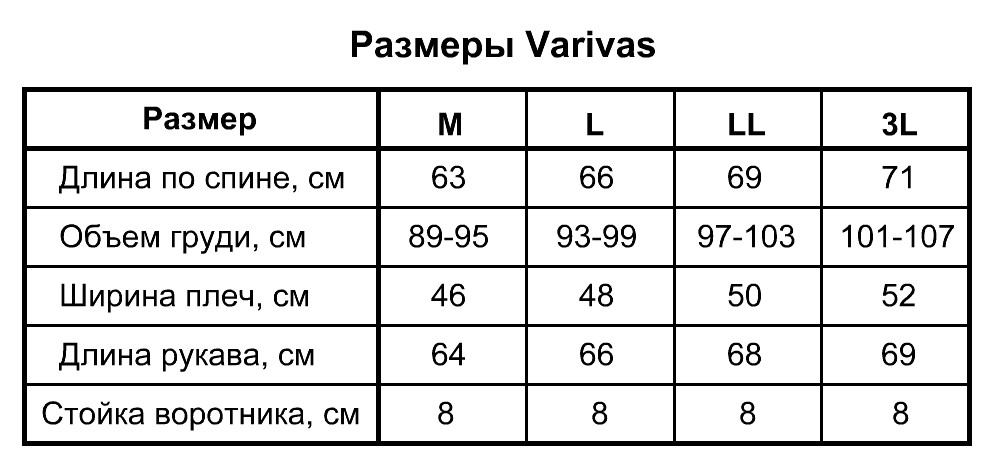 Размеры Varivas
Размер M L LL 3L
Длина по спине, см 63 66 69 71
Объем груди, см 89-95 93-99 97-103 101-107
Ширина плеч, см 46 48 50 52
Длина рукава, см 64 66 68 69
Стойка воротника, см 8 8 8 8